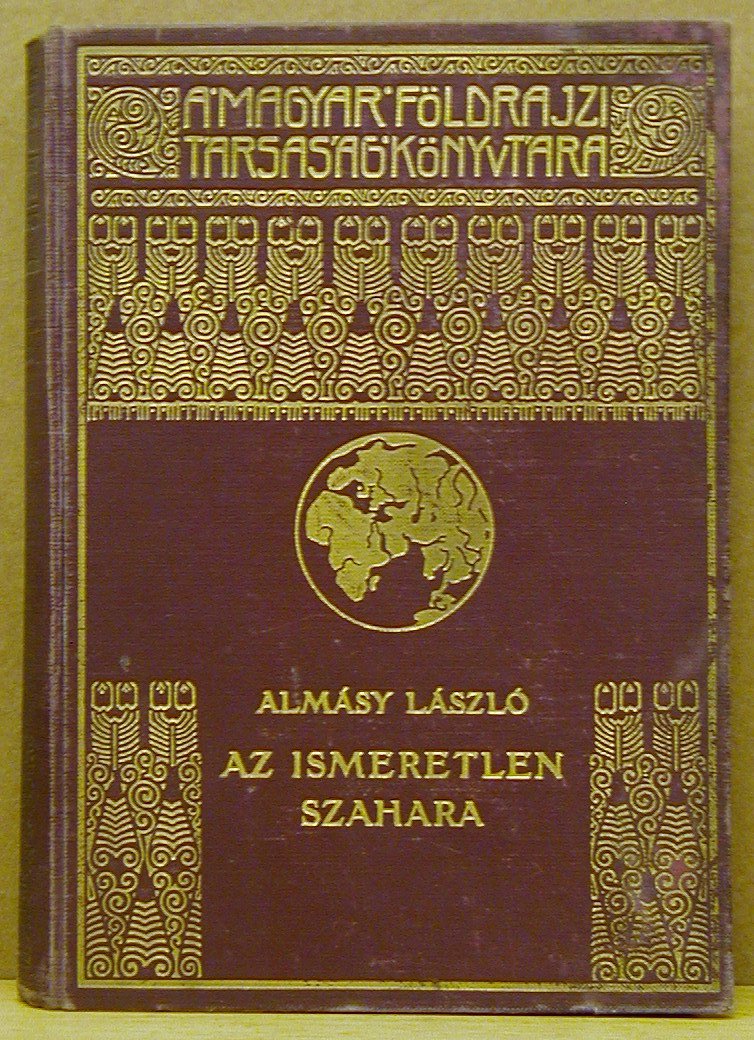 A MAGYAR FÖLDRAJZI
TÁRSASÁG KÖNYVTÁRA
ALMÁSY LÁSZLÓ
AZ ISMERETLEN
SZAHARA